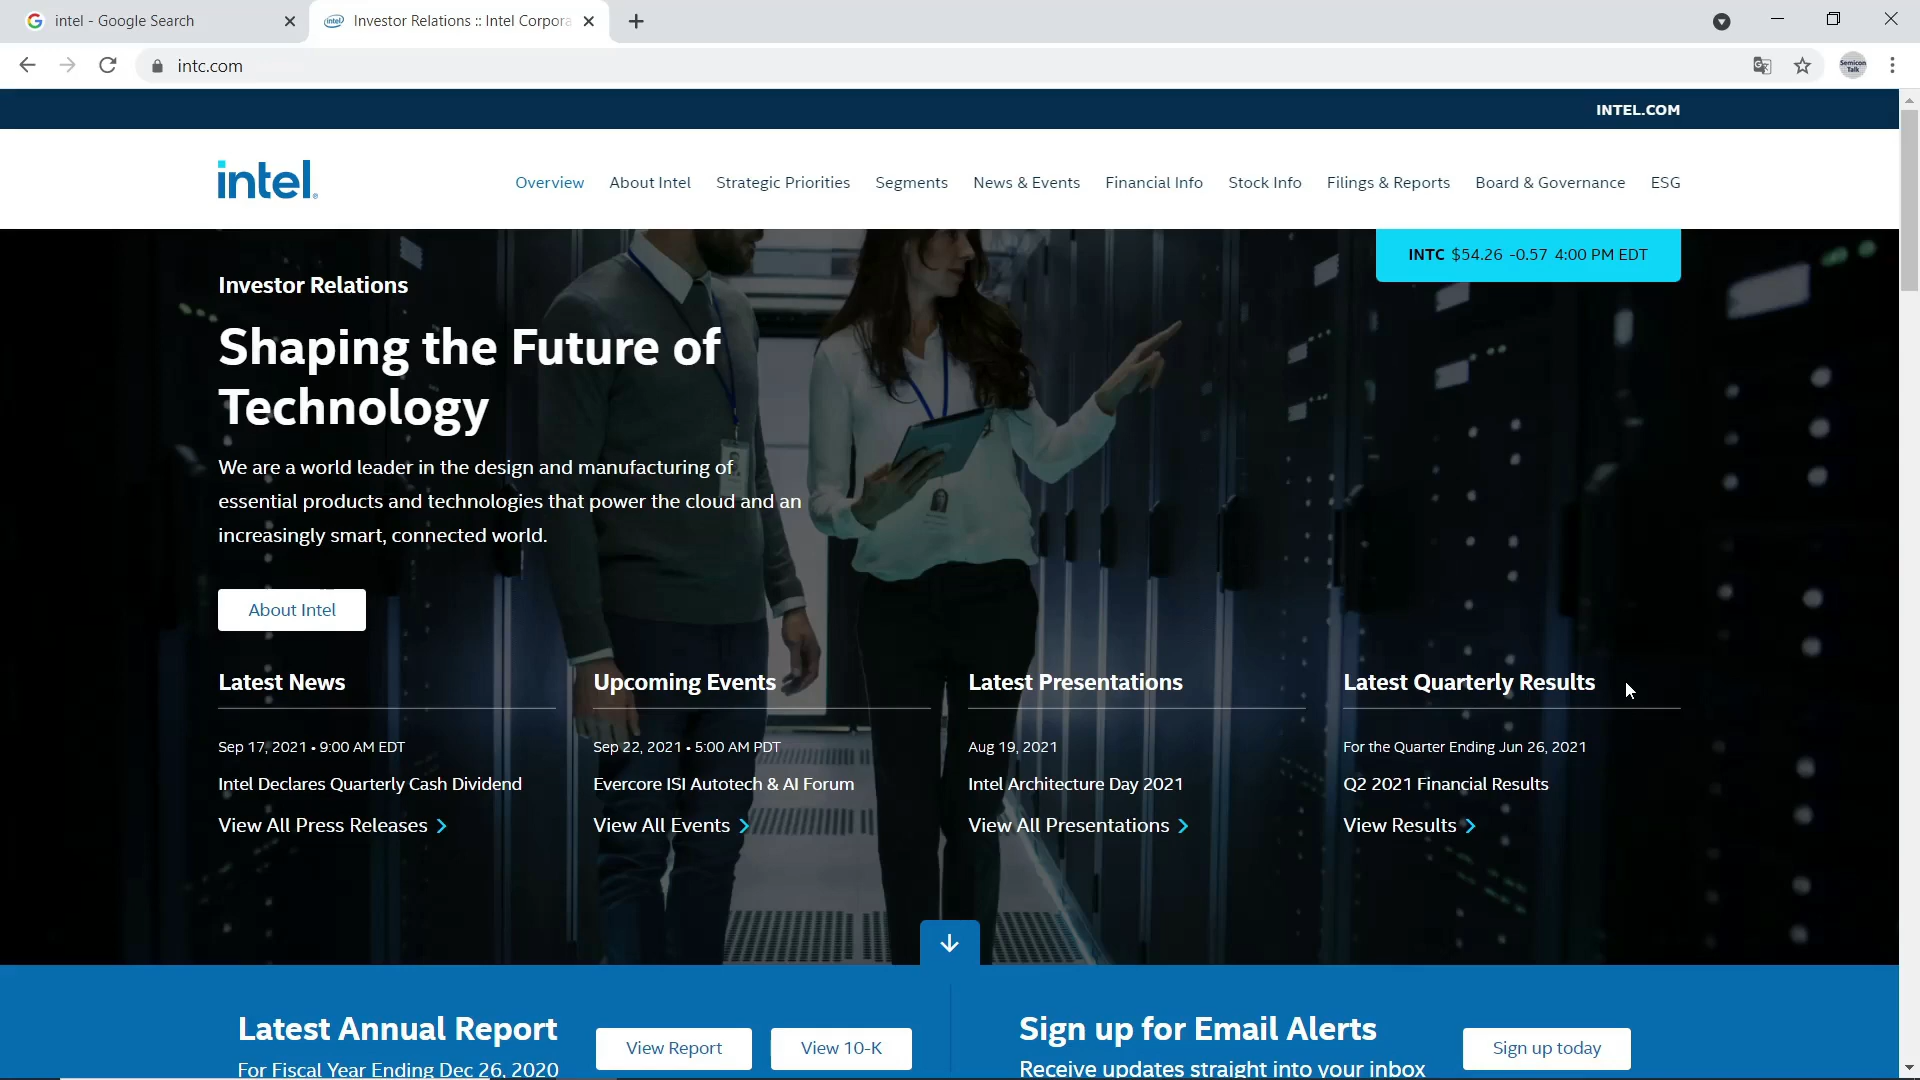 intel - Google Search
Investor Relations :: Intel Corpora
intc.com
Semicon
Talk
INTEL.COM
intel.
Overview
About Intel
Strategic Priorities
Segments
News & Events
Financial Info
Stock Info
Filings & Reports
Board & Governance
ESG
INTC $54.26 -0.57 4:00 PM EDT
Investor Relations
Shaping the Future of
Technology
We are a world leader in the design and manufacturing of
essential products and technologies that power the cloud and an
increasingly smart, connected world.
About Intel
Latest News
Sep 17, 2021 • 9:00 AM EDT
Intel Declares Quarterly Cash Dividend
View All Press Releases
Upcoming Events
Sep 22, 2021 • 5:00 AM PDT
Evercore ISI Autotech & AI Forum
View All Events
Latest Presentations
Aug 19, 2021
Intel Architecture Day 2021
View All Presentations
Latest Quarterly Results
For the Quarter Ending Jun 26, 2021
Q2 2021 Financial Results
View Results
Latest Annual Report
For Fiscal Year Ending Dec 26, 2020
View Report
View 10-K
Sign up for Email Alerts
Receive updates straight into your inbox
Sign up today